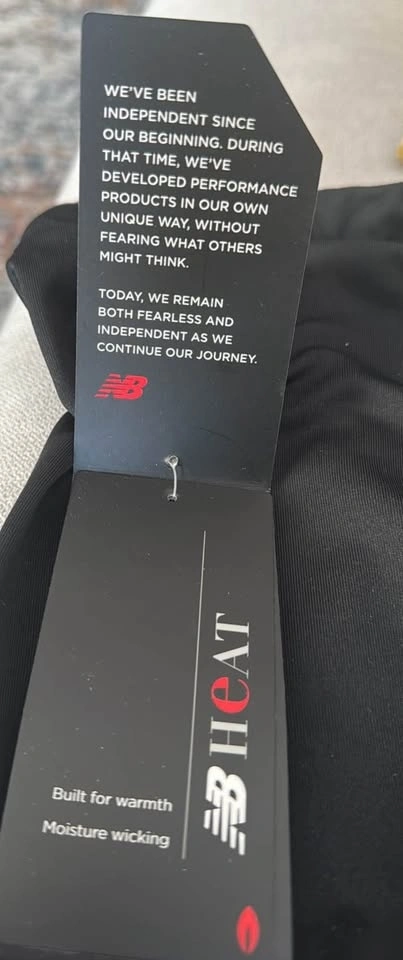 WE'VE BEEN
INDEPENDENT SINCE
OUR BEGINNING. DURING
THAT TIME, WE'VE
DEVELOPED PERFORMANCE
PRODUCTS IN OUR OWN
UNIQUE WAY, WITHOUT
FEARING WHAT OTHERS
MIGHT THINK.
TODAY, WE REMAIN
BOTH FEARLESS AND
INDEPENDENT AS WE
CONTINUE OUR JOURNEY.
NB
NB HeAT
Built for warmth
Moisture wicking